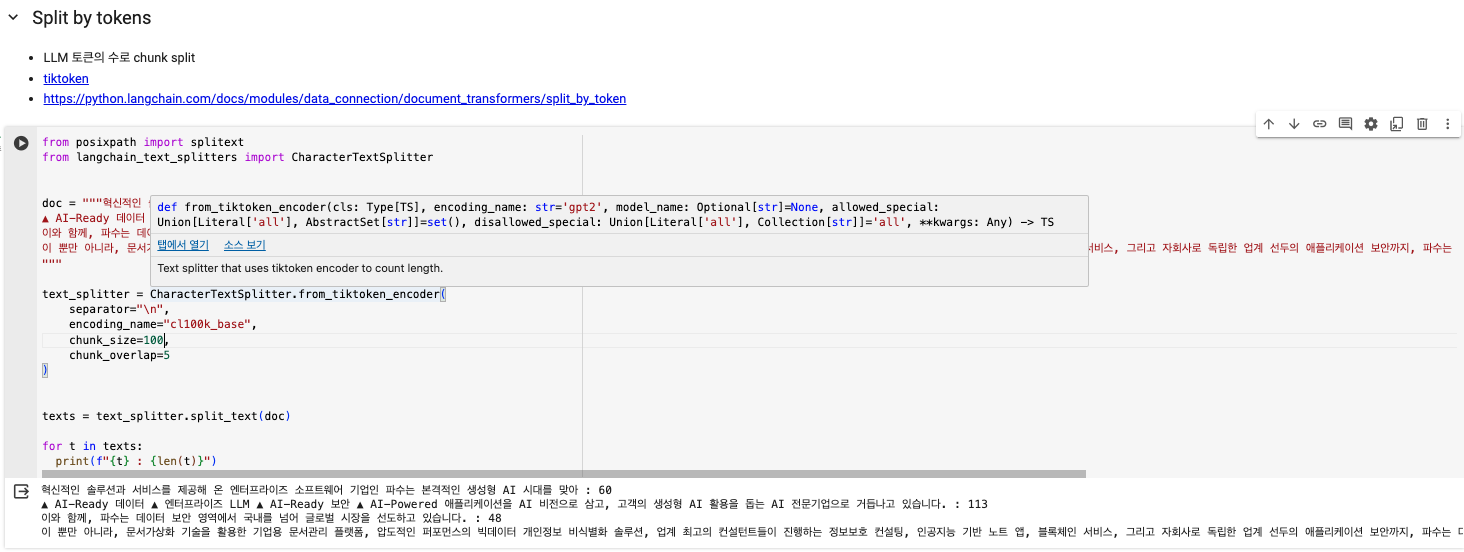 Split by tokens
LLM 토큰의 수로 chunk split
tiktoken
https://python.langchain.com/docs/modules/data_connection/document_transformers/split_by_token
from posixpath import splitext
from langchain_text_splitters import CharacterTextSplitter
doc = """혁신적인
def from_tiktoken_encoder(cls: Type[TS], encoding_name: str='gpt2', model_name: Optional[str]=None, allowed_special:
▲ AI-Ready 데이터
Union[Literal['all'], AbstractSet[str]]=set(), disallowed_special: Union[Literal['all'], Collection[str]]='all', **kwargs: Any) -> TS
이와 함께, 파수는 데이
탭에서 열기 소스 보기
이 뿐만 아니라, 문서가
서비스, 그리고 자회사로 독립한 업계 선두의 애플리케이션 보안까지, 파수는
"""
Text splitter that uses tiktoken encoder to count length.
text_splitter = CharacterTextSplitter.from_tiktoken_encoder(
separator="\n",
encoding_name="cl100k_base",
chunk_size=100,
chunk_overlap=5
)
texts = text_splitter.split_text(doc)
for t in texts:
print(f"{t} : {len(t)}")
혁신적인 솔루션과 서비스를 제공해 온 엔터프라이즈 소프트웨어 기업인 파수는 본격적인 생성형 AI 시대를 맞아 : 60
▲ AI-Ready 데이터 ▲ 엔터프라이즈 LLM ▲ AI-Ready 보안 ▲ AI-Powered 애플리케이션을 AI 비전으로 삼고, 고객의 생성형 AI 활용을 돕는 AI 전문기업으로 거듭나고 있습니다. : 113
이와 함께, 파수는 데이터 보안 영역에서 국내를 넘어 글로벌 시장을 선도하고 있습니다. : 48
이 뿐만 아니라, 문서가상화 기술을 활용한 기업용 문서관리 플랫폼, 압도적인 퍼포먼스의 빅데이터 개인정보 비식별화 솔루션, 업계 최고의 컨설턴트들이 진행하는 정보보호 컨설팅, 인공지능 기반 노트 앱, 블록체인 서비스, 그리고 자회사로 독립한 업계 선두의 애플리케이션 보안까지, 파수는